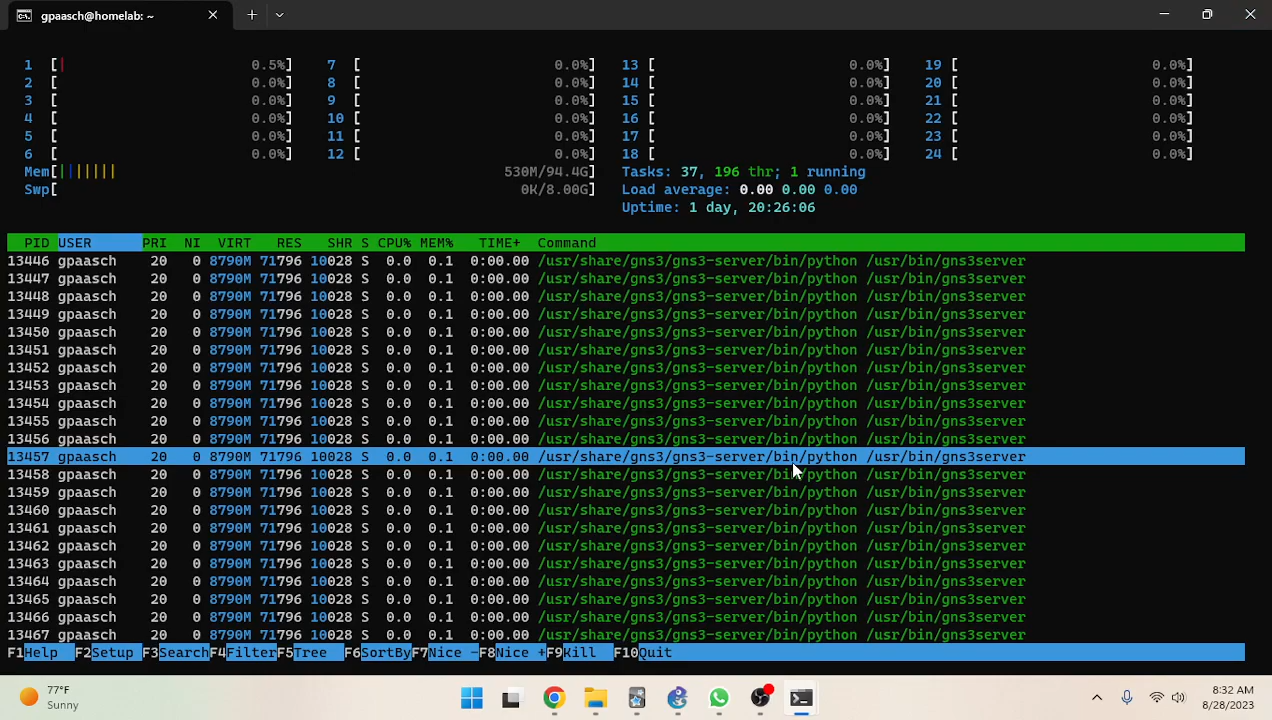 gpaasch@homelab: ~
1 [| 0.5%] 7 [ 0.0%] 13 [ 0.0%] 19 [ 0.0%]
2 [ 0.0%] 8 [ 0.0%] 14 [ 0.0%] 20 [ 0.0%]
3 [ 0.0%] 9 [ 0.0%] 15 [ 0.0%] 21 [ 0.0%]
4 [ 0.0%] 10 [ 0.0%] 16 [ 0.0%] 22 [ 0.0%]
5 [ 0.0%] 11 [ 0.0%] 17 [ 0.0%] 23 [ 0.0%]
6 [ 0.0%] 12 [ 0.0%] 18 [ 0.0%] 24 [ 0.0%]
Mem[|||||||| 530M/94.4G] Tasks: 37, 196 thr; 1 running
Swp[ 0K/8.00G] Load average: 0.00 0.00 0.00
Uptime: 1 day, 20:26:06
PID USER PRI NI VIRT RES SHR S CPU% MEM% TIME+ Command
13446 gpaasch 20 0 8790M 71796 10028 S 0.0 0.1 0:00.00 /usr/share/gns3/gns3-server/bin/python /usr/bin/gns3server
13447 gpaasch 20 0 8790M 71796 10028 S 0.0 0.1 0:00.00 /usr/share/gns3/gns3-server/bin/python /usr/bin/gns3server
13448 gpaasch 20 0 8790M 71796 10028 S 0.0 0.1 0:00.00 /usr/share/gns3/gns3-server/bin/python /usr/bin/gns3server
13449 gpaasch 20 0 8790M 71796 10028 S 0.0 0.1 0:00.00 /usr/share/gns3/gns3-server/bin/python /usr/bin/gns3server
13450 gpaasch 20 0 8790M 71796 10028 S 0.0 0.1 0:00.00 /usr/share/gns3/gns3-server/bin/python /usr/bin/gns3server
13451 gpaasch 20 0 8790M 71796 10028 S 0.0 0.1 0:00.00 /usr/share/gns3/gns3-server/bin/python /usr/bin/gns3server
13452 gpaasch 20 0 8790M 71796 10028 S 0.0 0.1 0:00.00 /usr/share/gns3/gns3-server/bin/python /usr/bin/gns3server
13453 gpaasch 20 0 8790M 71796 10028 S 0.0 0.1 0:00.00 /usr/share/gns3/gns3-server/bin/python /usr/bin/gns3server
13454 gpaasch 20 0 8790M 71796 10028 S 0.0 0.1 0:00.00 /usr/share/gns3/gns3-server/bin/python /usr/bin/gns3server
13455 gpaasch 20 0 8790M 71796 10028 S 0.0 0.1 0:00.00 /usr/share/gns3/gns3-server/bin/python /usr/bin/gns3server
13456 gpaasch 20 0 8790M 71796 10028 S 0.0 0.1 0:00.00 /usr/share/gns3/gns3-server/bin/python /usr/bin/gns3server
13457 gpaasch 20 0 8790M 71796 10028 S 0.0 0.1 0:00.00 /usr/share/gns3/gns3-server/bin/python /usr/bin/gns3server
13458 gpaasch 20 0 8790M 71796 10028 S 0.0 0.1 0:00.00 /usr/share/gns3/gns3-server/bin/python /usr/bin/gns3server
13459 gpaasch 20 0 8790M 71796 10028 S 0.0 0.1 0:00.00 /usr/share/gns3/gns3-server/bin/python /usr/bin/gns3server
13460 gpaasch 20 0 8790M 71796 10028 S 0.0 0.1 0:00.00 /usr/share/gns3/gns3-server/bin/python /usr/bin/gns3server
13461 gpaasch 20 0 8790M 71796 10028 S 0.0 0.1 0:00.00 /usr/share/gns3/gns3-server/bin/python /usr/bin/gns3server
13462 gpaasch 20 0 8790M 71796 10028 S 0.0 0.1 0:00.00 /usr/share/gns3/gns3-server/bin/python /usr/bin/gns3server
13463 gpaasch 20 0 8790M 71796 10028 S 0.0 0.1 0:00.00 /usr/share/gns3/gns3-server/bin/python /usr/bin/gns3server
13464 gpaasch 20 0 8790M 71796 10028 S 0.0 0.1 0:00.00 /usr/share/gns3/gns3-server/bin/python /usr/bin/gns3server
13465 gpaasch 20 0 8790M 71796 10028 S 0.0 0.1 0:00.00 /usr/share/gns3/gns3-server/bin/python /usr/bin/gns3server
13466 gpaasch 20 0 8790M 71796 10028 S 0.0 0.1 0:00.00 /usr/share/gns3/gns3-server/bin/python /usr/bin/gns3server
13467 gpaasch 20 0 8790M 71796 10028 S 0.0 0.1 0:00.00 /usr/share/gns3/gns3-server/bin/python /usr/bin/gns3server
F1Help F2Setup F3SearchF4FilterF5Tree F6SortByF7Nice -F8Nice +F9Kill F10Quit
77°F 8:32 AM
Sunny 8/28/2023